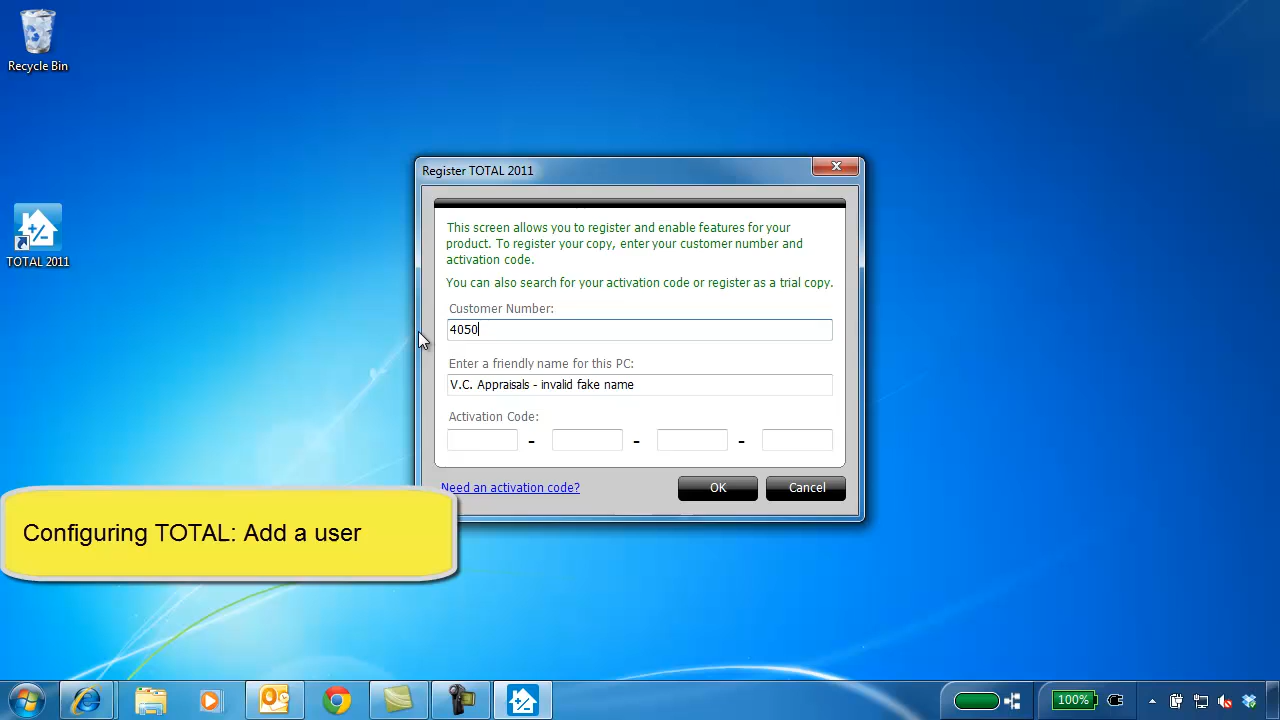 Recycle Bin
TOTAL 2011
Register TOTAL 2011
This screen allows you to register and enable features for your
product. To register your copy, enter your customer number and
activation code.
You can also search for your activation code or register as a trial copy.
Customer Number:
4050
Enter a friendly name for this PC:
V.C. Appraisals - invalid fake name
Activation Code:
- - -
Need an activation code? OK Cancel
Configuring TOTAL: Add a user
100%